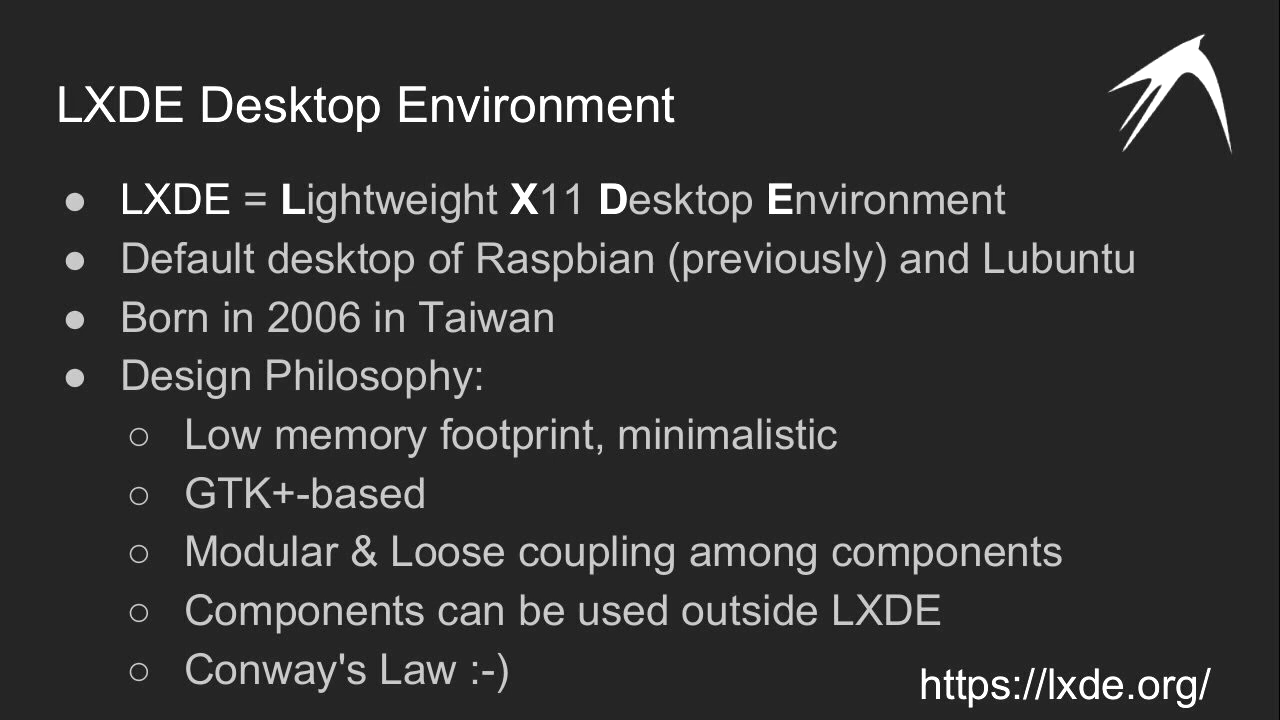 LXDE Desktop Environment
● LXDE = Lightweight X11 Desktop Environment
● Default desktop of Raspbian (previously) and Lubuntu
● Born in 2006 in Taiwan
● Design Philosophy:
○ Low memory footprint, minimalistic
○ GTK+-based
○ Modular & Loose coupling among components
○ Components can be used outside LXDE
○ Conway's Law :-)
https://lxde.org/